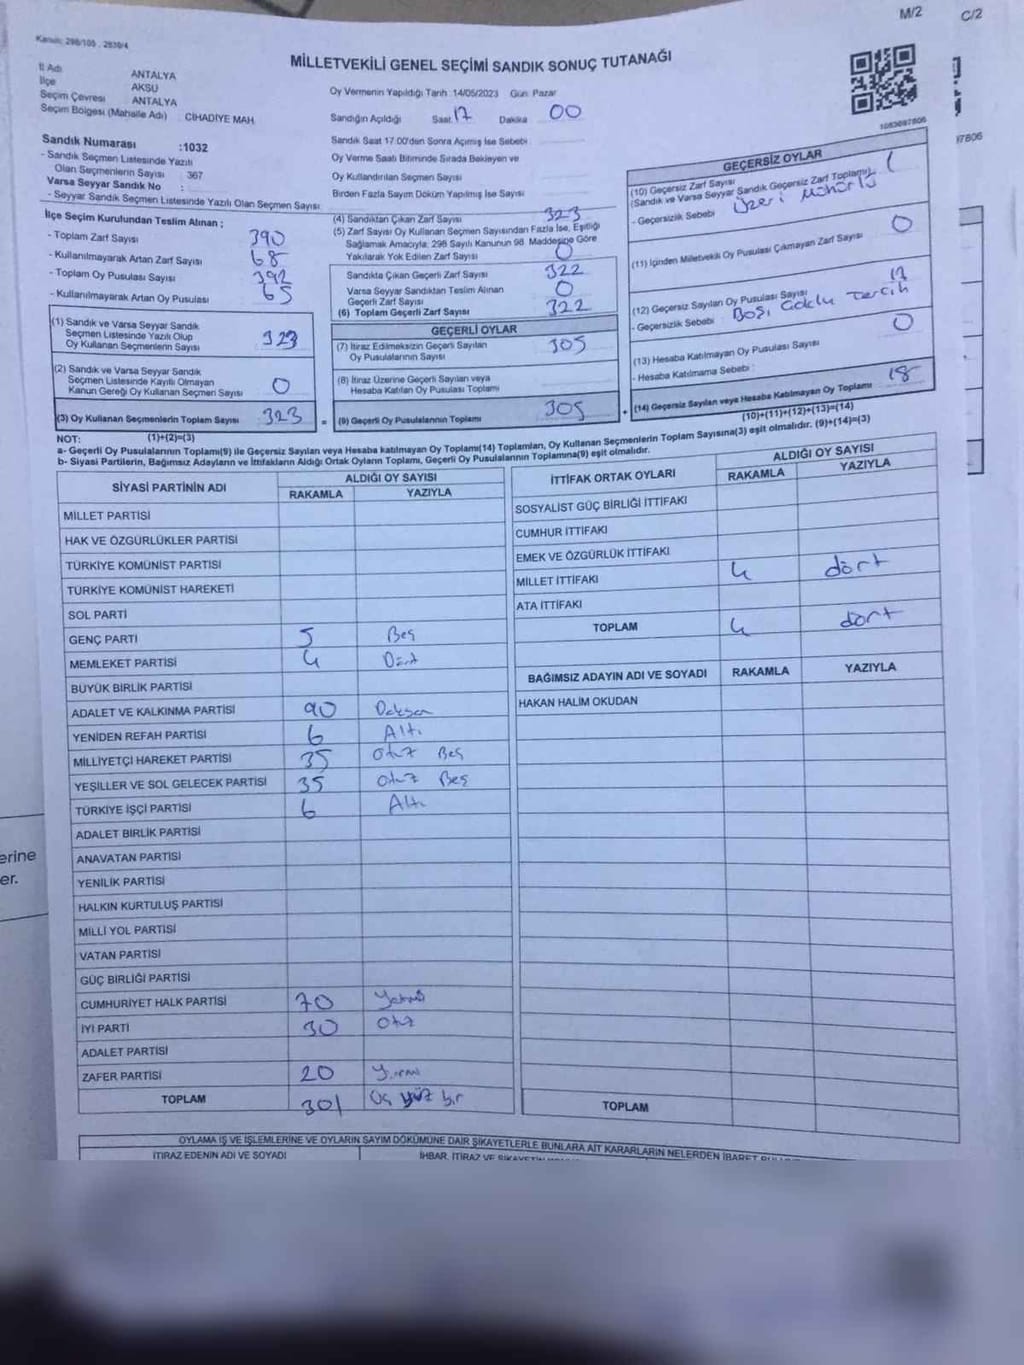 M/2
C/2
Kanun: 298/105 , 2839/4
MİLLETVEKİLİ GENEL SEÇİMİ SANDIK SONUÇ TUTANAĞI
İl Adı ANTALYA
İlçe AKSU
Seçim Çevresi ANTALYA
Seçim Bölgesi (Mahalle Adı) CİHADİYE MAH.
Oy Vermenin Yapıldığı Tarih :14/05/2023 Gün: Pazar
Sandığın Açıldığı Saat 17 Dakika 00
1083697806
97806
Sandık Numarası :1032
- Sandık Seçmen Listesinde Yazılı
Olan Seçmenlerin Sayısı : 367
Varsa Seyyar Sandık No :
- Seyyar Sandık Seçmen Listesinde Yazılı Olan Seçmen Sayısı:
Sandık Saat 17.00'den Sonra Açılmış İse Sebebi
Oy Verme Saati Bitiminde Sırada Bekleyen ve
Oy Kullandırılan Seçmen Sayısı
Birden Fazla Sayım Döküm Yapılmış İse Sayısı
İlçe Seçim Kurulundan Teslim Alınan ;
- Toplam Zarf Sayısı 390
- Kullanılmayarak Artan Zarf Sayısı 68
- Toplam Oy Pusulası Sayısı 392
- Kullanılmayarak Artan Oy Pusulası 65
(1) Sandık ve Varsa Seyyar Sandık
Seçmen Listesinde Yazılı Olup
Oy Kullanan Seçmenlerin Sayısı 323
(2) Sandık ve Varsa Seyyar Sandık
Seçmen Listesinde Kayıtlı Olmayan
Kanun Gereği Oy Kullanan Seçmen Sayısı 0
(3) Oy Kullanan Seçmenlerin Toplam Sayısı 323
(1)+(2)=(3)
(4) Sandıktan Çıkan Zarf Sayısı 323
(5) Zarf Sayısı Oy Kullanan Seçmen Sayısından Fazla İse, Eşitliği
Sağlamak Amacıyla; 298 Sayılı Kanunun 98. Maddesine Göre
Yakılarak Yok Edilen Zarf Sayısı 0
Sandıkta Çıkan Geçerli Zarf Sayısı 322
Varsa Seyyar Sandıktan Teslim Alınan
Geçerli Zarf Sayısı 0
(6) Toplam Geçerli Zarf Sayısı 322
GEÇERLİ OYLAR
(7) İtiraz Edilmeksizin Geçerli Sayılan
Oy Pusulalarının Sayısı 305
(8) İtiraz Üzerine Geçerli Sayılan veya
Hesaba Katılan Oy Pusulası Toplamı
= (9) Geçerli Oy Pusulalarının Toplamı 305
GEÇERSİZ OYLAR
(10) Geçersiz Zarf Sayısı
(Sandık ve Varsa Seyyar Sandık Geçersiz Zarf Toplamı) 1
- Geçersizlik Sebebi Üzeri Mühürlü
(11) İçinden Milletvekili Oy Pusulası Çıkmayan Zarf Sayısı 0
(12) Geçersiz Sayılan Oy Pusulası Sayısı 17
- Geçersizlik Sebebi Boş, Çoklu Tercih
(13) Hesaba Katılmayan Oy Pusulası Sayısı 0
- Hesaba Katılmama Sebebi :
+ (14) Geçersiz Sayılan veya Hesaba Katılmayan Oy Toplamı 18
(10)+(11)+(12)+(13)=(14)
NOT:
a- Geçerli Oy Pusulalarının Toplamı(9) ile Geçersiz Sayılan veya Hesaba katılmayan Oy Toplamı(14) Toplamları, Oy Kullanan Seçmenlerin Toplam Sayısına(3) eşit olmalıdır. (9)+(14)=(3)
b- Siyasi Partilerin, Bağımsız Adayların ve İttifakların Aldığı Ortak Oyların Toplamı, Geçerli Oy Pusulalarının Toplamına(9) eşit olmalıdır.
SİYASİ PARTİNİN ADI ALDIĞI OY SAYISI
RAKAMLA YAZIYLA
MİLLET PARTİSİ
HAK VE ÖZGÜRLÜKLER PARTİSİ
TÜRKİYE KOMÜNİST PARTİSİ
TÜRKİYE KOMÜNİST HAREKETİ
SOL PARTİ
GENÇ PARTİ 5 Beş
MEMLEKET PARTİSİ 4 Dört
BÜYÜK BİRLİK PARTİSİ
ADALET VE KALKINMA PARTİSİ 90 Doksan
YENİDEN REFAH PARTİSİ 6 Altı
MİLLİYETÇİ HAREKET PARTİSİ 35 otuz Beş
YEŞİLLER VE SOL GELECEK PARTİSİ 35 otuz Beş
TÜRKİYE İŞÇİ PARTİSİ 6 Altı
ADALET BİRLİK PARTİSİ
ANAVATAN PARTİSİ
YENİLİK PARTİSİ
HALKIN KURTULUŞ PARTİSİ
MİLLİ YOL PARTİSİ
VATAN PARTİSİ
GÜÇ BİRLİĞİ PARTİSİ
CUMHURİYET HALK PARTİSİ 70 Yetmiş
İYİ PARTİ 30 otuz
ADALET PARTİSİ
ZAFER PARTİSİ 20 Yirmi
TOPLAM 301 Üç yüz bir
İTTİFAK ORTAK OYLARI ALDIĞI OY SAYISI
RAKAMLA YAZIYLA
SOSYALİST GÜÇ BİRLİĞİ İTTİFAKI
CUMHUR İTTİFAKI
EMEK VE ÖZGÜRLÜK İTTİFAKI
MİLLET İTTİFAKI 4 dört
ATA İTTİFAKI
TOPLAM 4 dört
BAĞIMSIZ ADAYIN ADI VE SOYADI RAKAMLA YAZIYLA
HAKAN HALİM OKUDAN
TOPLAM
OYLAMA İŞ VE İŞLEMLERİNE VE OYLARIN SAYIM DÖKÜMÜNE DAİR ŞİKAYETLERLE BUNLARA AİT KARARLARIN NELERDEN İBARET
İTİRAZ EDENİN ADI VE SOYADI
İHBAR, İTİRAZ VE
erine
er.